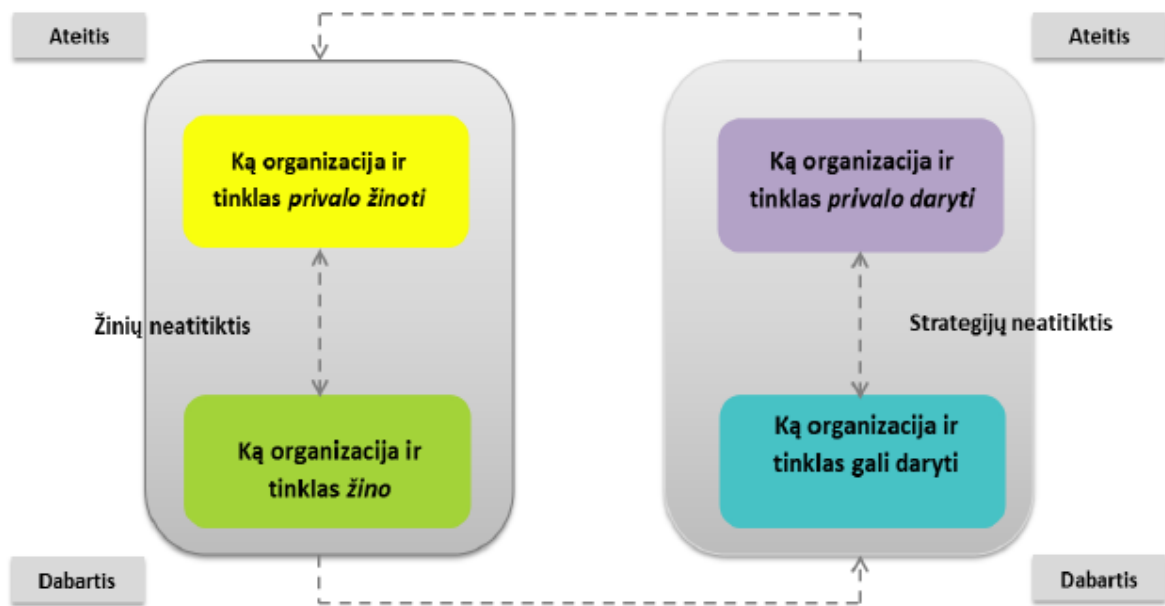 Ateitis
Ateitis
Ką organizacija ir
tinklas privalo žinoti
Ką organizacija ir
tinklas privalo daryti
Žinių neatitiktis
Strategijų neatitiktis
Ką organizacija ir
tinklas žino
Ką organizacija ir
tinklas gali daryti
Dabartis
Dabartis